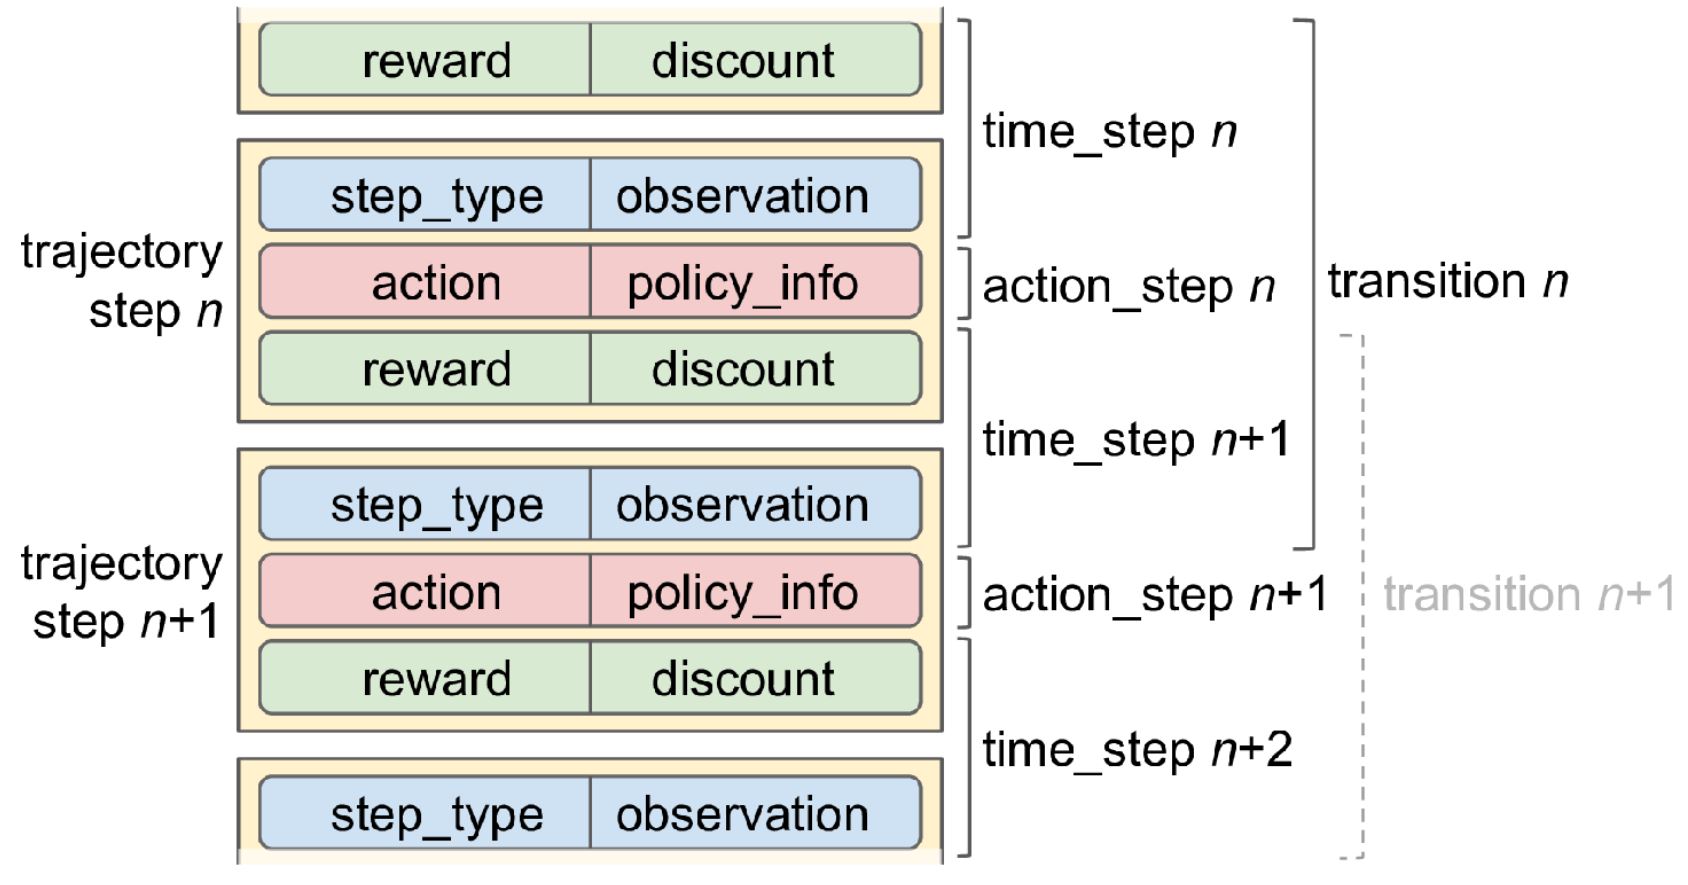 reward discount
time_step n
step_type observation
trajectory
step n
action policy_info
action_step n
transition n
reward discount
time_step n+1
step_type observation
trajectory
step n+1
action policy_info
action_step n+1
transition n+1
reward discount
time_step n+2
step_type observation